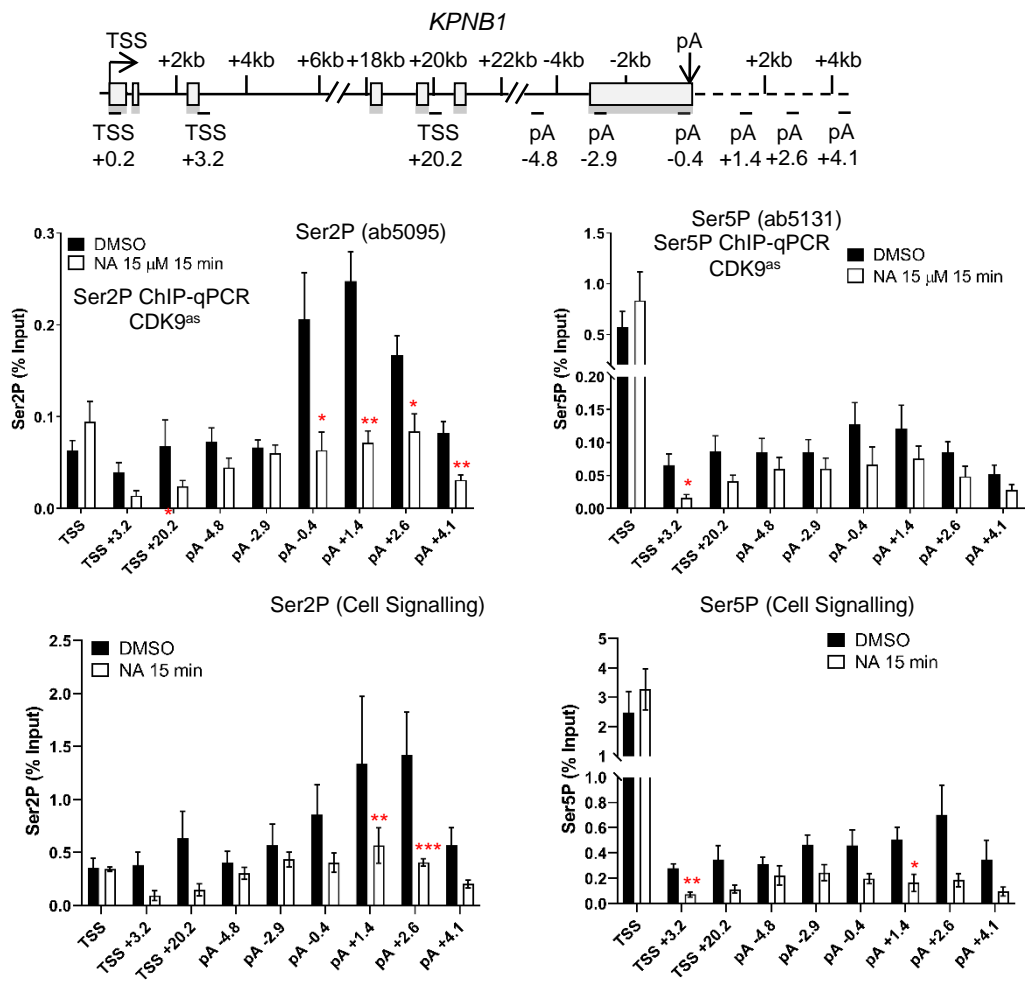 KPNB1
TSS
pA
+2kb +4kb +6kb +18kb +20kb +22kb -4kb -2kb +2kb +4kb
TSS TSS TSS pA pA pA pA pA pA
+0.2 +3.2 +20.2 -4.8 -2.9 -0.4 +1.4 +2.6 +4.1
Ser2P (ab5095)
DMSO
NA 15 μM 15 min
Ser2P ChIP-qPCR
CDK9as
Ser2P (% Input)
0.3
0.2
0.1
0.0
* ** * ** *
TSS TSS +3.2 TSS +20.2 pA -4.8 pA -2.9 pA -0.4 pA +1.4 pA +2.6 pA +4.1
Ser5P (ab5131)
Ser5P ChIP-qPCR
CDK9as
DMSO
NA 15 μM 15 min
Ser5P (% Input)
1.5
1.0
0.5
0.20
0.15
0.10
0.05
0.00
*
TSS TSS +3.2 TSS +20.2 pA -4.8 pA -2.9 pA -0.4 pA +1.4 pA +2.6 pA +4.1
Ser2P (Cell Signalling)
DMSO
NA 15 min
Ser2P (% Input)
2.5
2.0
1.5
1.0
0.5
0.0
** ***
TSS TSS +3.2 TSS +20.2 pA -4.8 pA -2.9 pA -0.4 pA +1.4 pA +2.6 pA +4.1
Ser5P (Cell Signalling)
DMSO
NA 15 min
Ser5P (% Input)
5
4
3
2
1
1.0
0.8
0.6
0.4
0.2
0.0
** *
TSS TSS +3.2 TSS +20.2 pA -4.8 pA -2.9 pA -0.4 pA +1.4 pA +2.6 pA +4.1